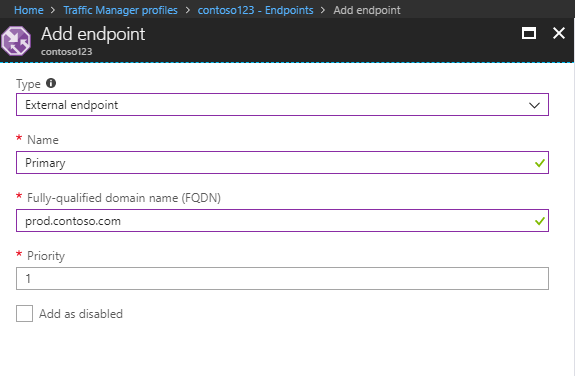 Home > Traffic Manager profiles > contoso123 - Endpoints > Add endpoint
Add endpoint
contoso123
Type
External endpoint
* Name
Primary
* Fully-qualified domain name (FQDN)
prod.contoso.com
* Priority
1
Add as disabled